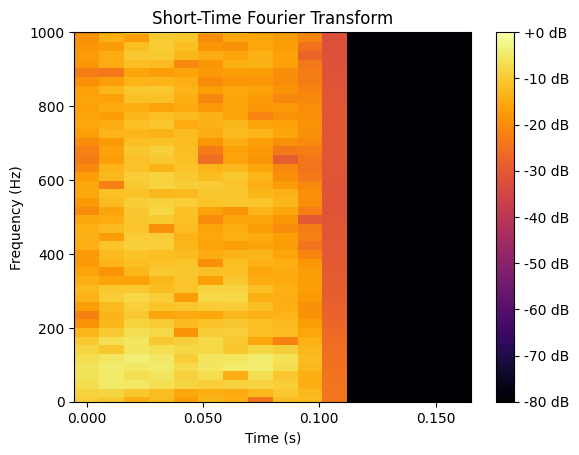 Short-Time Fourier Transform
1000
800
600
400
200
0
Frequency (Hz)
0.000
0.050
0.100
0.150
Time (s)
+0 dB
-10 dB
-20 dB
-30 dB
-40 dB
-50 dB
-60 dB
-70 dB
-80 dB